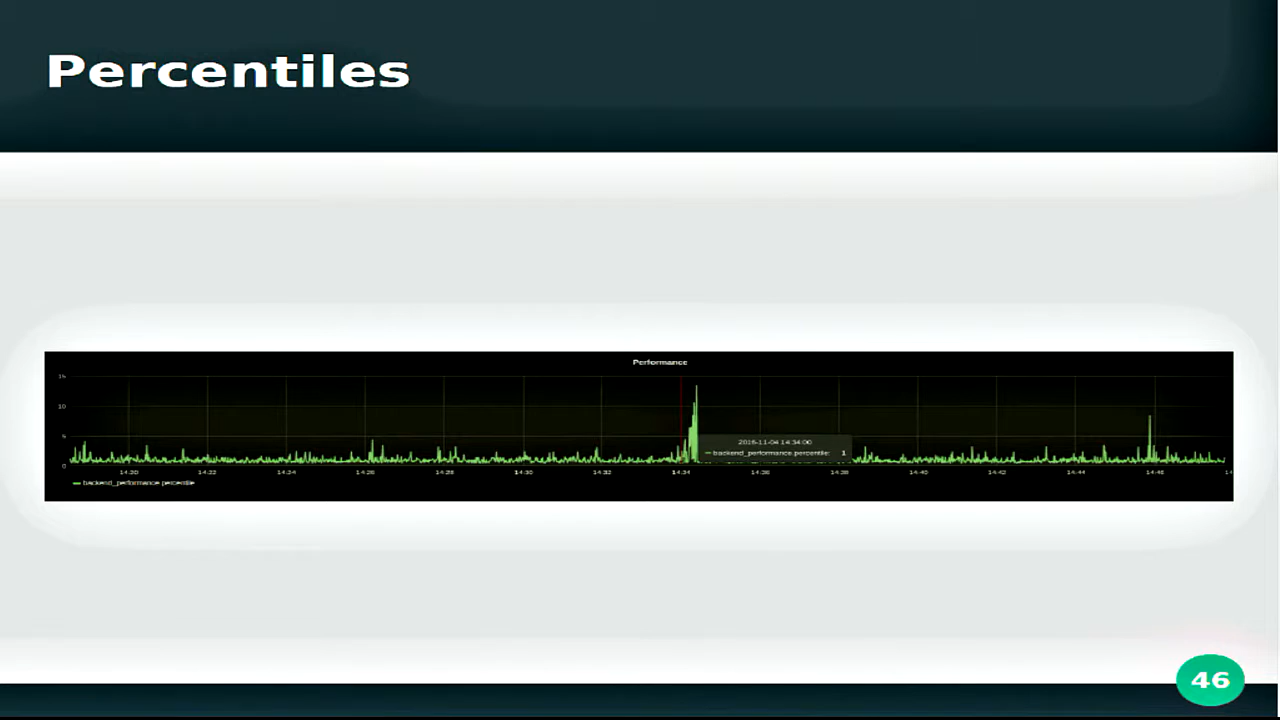 Percentiles
Performance
15
10
5
0
2016-11-04 14:34:00
backend_performance.percentile: 1
14:20 14:22 14:24 14:26 14:28 14:30 14:32 14:34 14:36 14:38 14:40 14:42 14:44 14:46 14
backend_performance.percentile
46